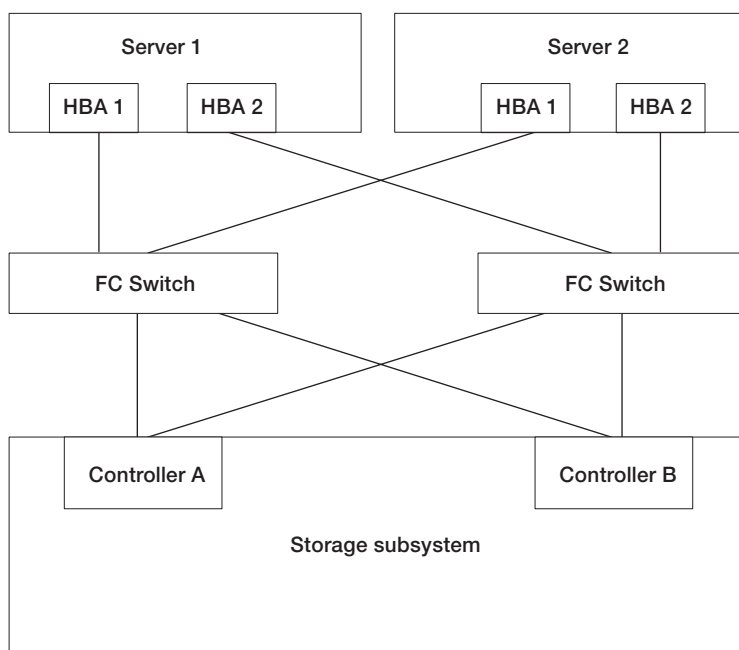 Server 1
Server 2
HBA 1
HBA 2
HBA 1
HBA 2
FC Switch
FC Switch
Controller A
Controller B
Storage subsystem